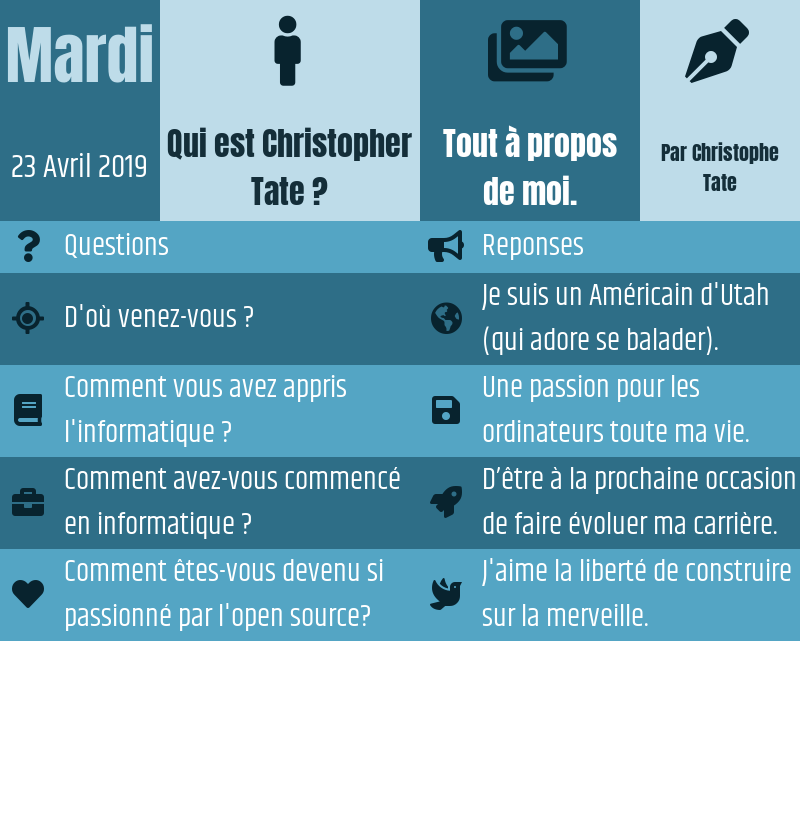 Mardi
23 Avril 2019
Qui est Christopher
Tate ?
Tout à propos
de moi.
Par Christophe
Tate
Questions
Reponses
D'où venez-vous ?
Je suis un Américain d'Utah
(qui adore se balader).
Comment vous avez appris
l'informatique ?
Une passion pour les
ordinateurs toute ma vie.
Comment avez-vous commencé
en informatique ?
D’être à la prochaine occasion
de faire évoluer ma carrière.
Comment êtes-vous devenu si
passionné par l'open source?
J'aime la liberté de construire
sur la merveille.